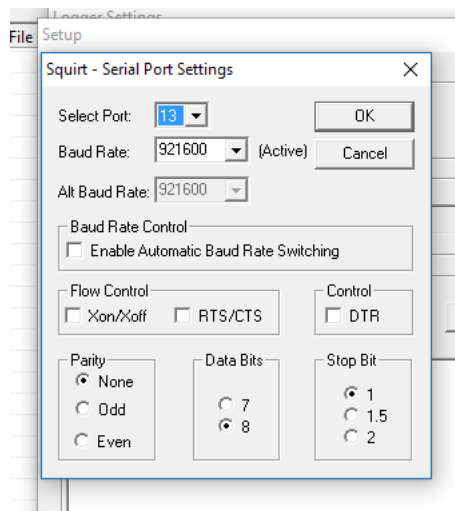 Logger Settings
File Setup
Squirt - Serial Port Settings
Select Port: 13 OK
Baud Rate: 921600 (Active) Cancel
Alt Baud Rate: 921600
Baud Rate Control
Enable Automatic Baud Rate Switching
Flow Control Control
Xon/Xoff RTS/CTS DTR
Parity Data Bits Stop Bit
None 7 1
Odd 8 1.5
Even 2